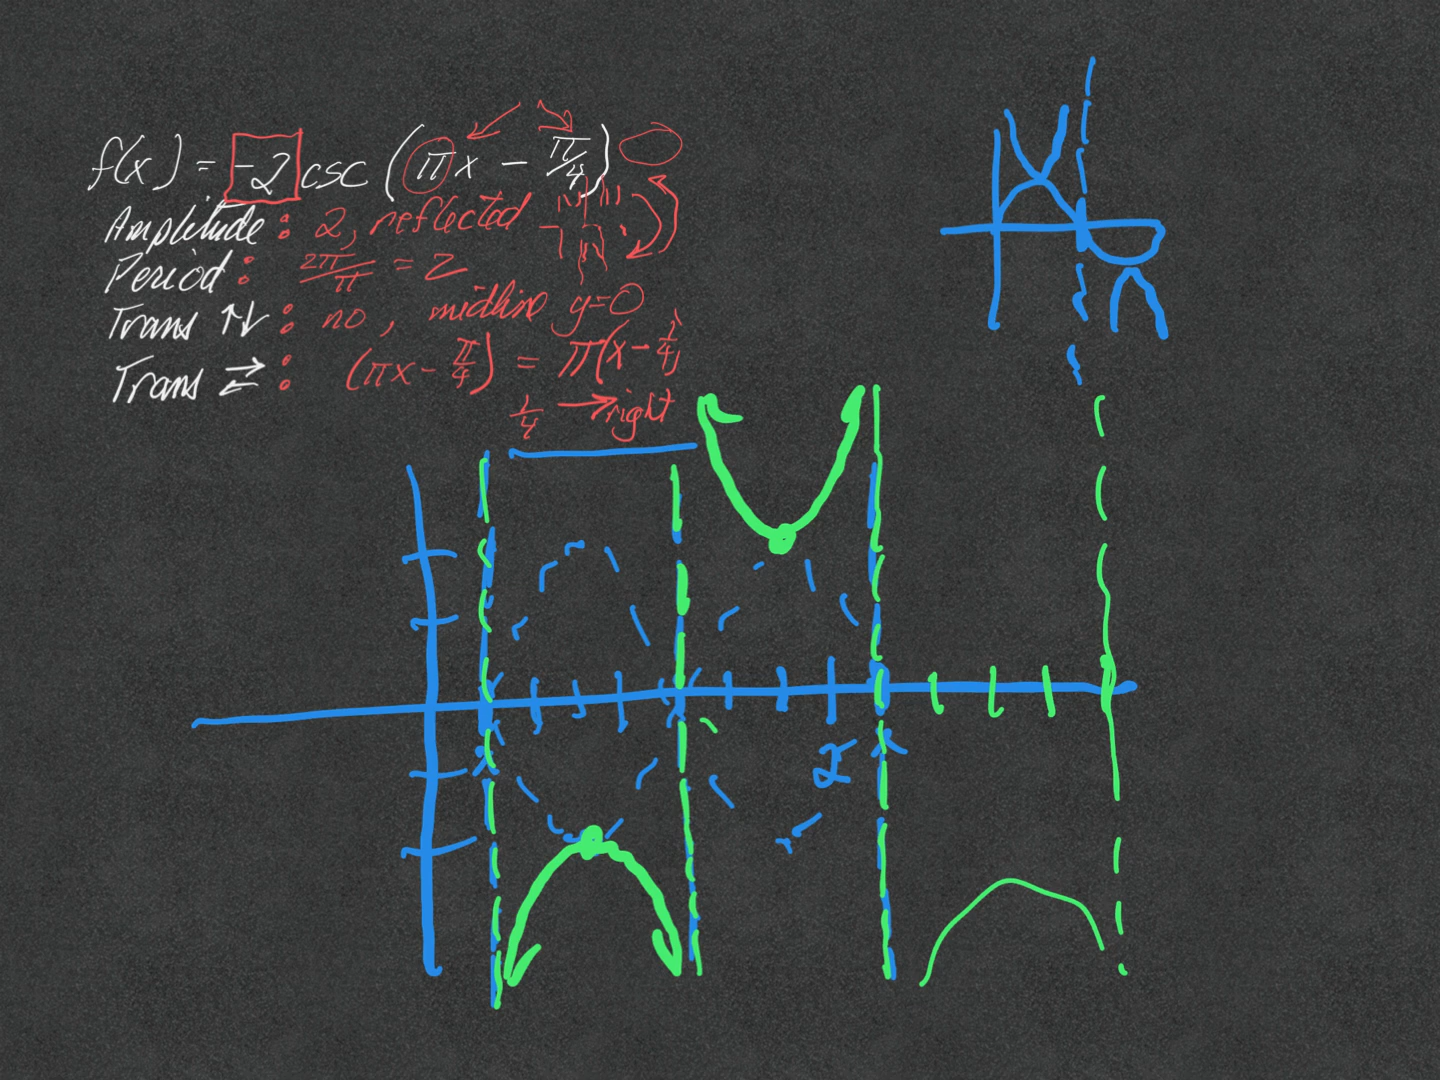 f(x) = -2 csc (πx - π/4)
Amplitude: 2, reflected
Period: 2π/π = 2
Trans ↑↓: no, midline y=0
Trans ⇄: (πx - π/4) = π(x - 1/4)
1/4 → right
2